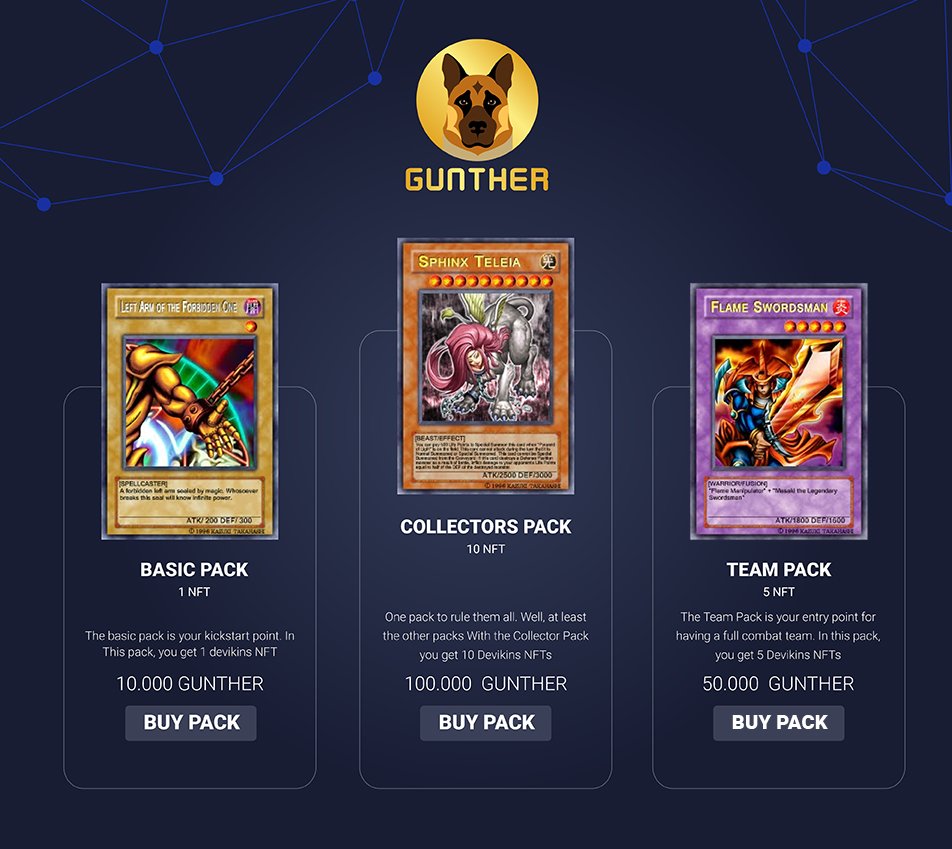 GUNTHER
SPHINX TELEIA
LEFT ARM OF THE FORBIDDEN ONE
FLAME SWORDSMAN
[BEAST/EFFECT]
ATK/2500 DEF/3000
© 1996 KAZUKI TAKAHASHI
[SPELLCASTER]
A forbidden left arm sealed by magic. Whosoever
breaks this seal will know infinite power.
ATK/ 200 DEF/ 300
© 1996 KAZUKI TAKAHASHI
[WARRIOR/FUSION]
"Flame Manipulator" + "Masaki the Legendary
Swordsman"
ATK/1800 DEF/1600
© 1996 KAZUKI TAKAHASHI
COLLECTORS PACK
10 NFT
BASIC PACK
1 NFT
TEAM PACK
5 NFT
The basic pack is your kickstart point. In
This pack, you get 1 devikins NFT
10.000 GUNTHER
BUY PACK
One pack to rule them all. Well, at least
the other packs With the Collector Pack
you get 10 Devikins NFTs
100.000 GUNTHER
BUY PACK
The Team Pack is your entry point for
having a full combat team. In this pack,
you get 5 Devikins NFTs
50.000 GUNTHER
BUY PACK